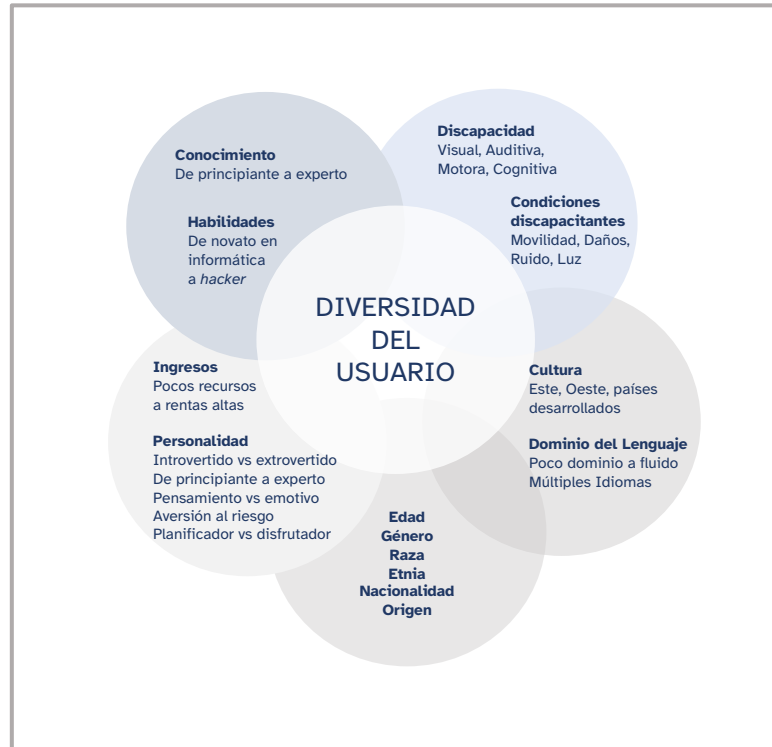 Conocimiento
De principiante a experto
Habilidades
De novato en
informática
a hacker
Discapacidad
Visual, Auditiva,
Motora, Cognitiva
Condiciones
discapacitantes
Movilidad, Daños,
Ruido, Luz
DIVERSIDAD
DEL
USUARIO
Ingresos
Pocos recursos
a rentas altas
Personalidad
Introvertido vs extrovertido
De principiante a experto
Pensamiento vs emotivo
Aversión al riesgo
Planificador vs disfrutador
Cultura
Este, Oeste, países
desarrollados
Dominio del Lenguaje
Poco dominio a fluido
Múltiples Idiomas
Edad
Género
Raza
Etnia
Nacionalidad
Origen